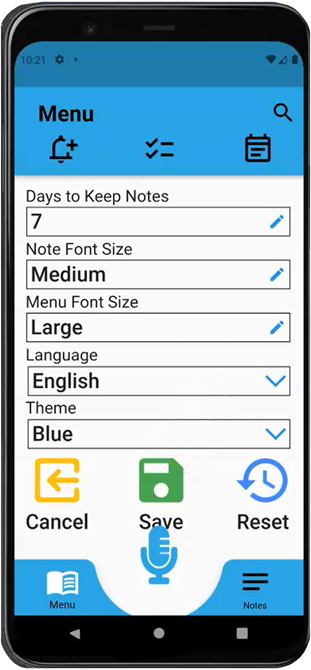 10:21
Menu
Days to Keep Notes
7
Note Font Size
Medium
Menu Font Size
Large
Language
English
Theme
Blue
Cancel Save Reset
Menu Notes